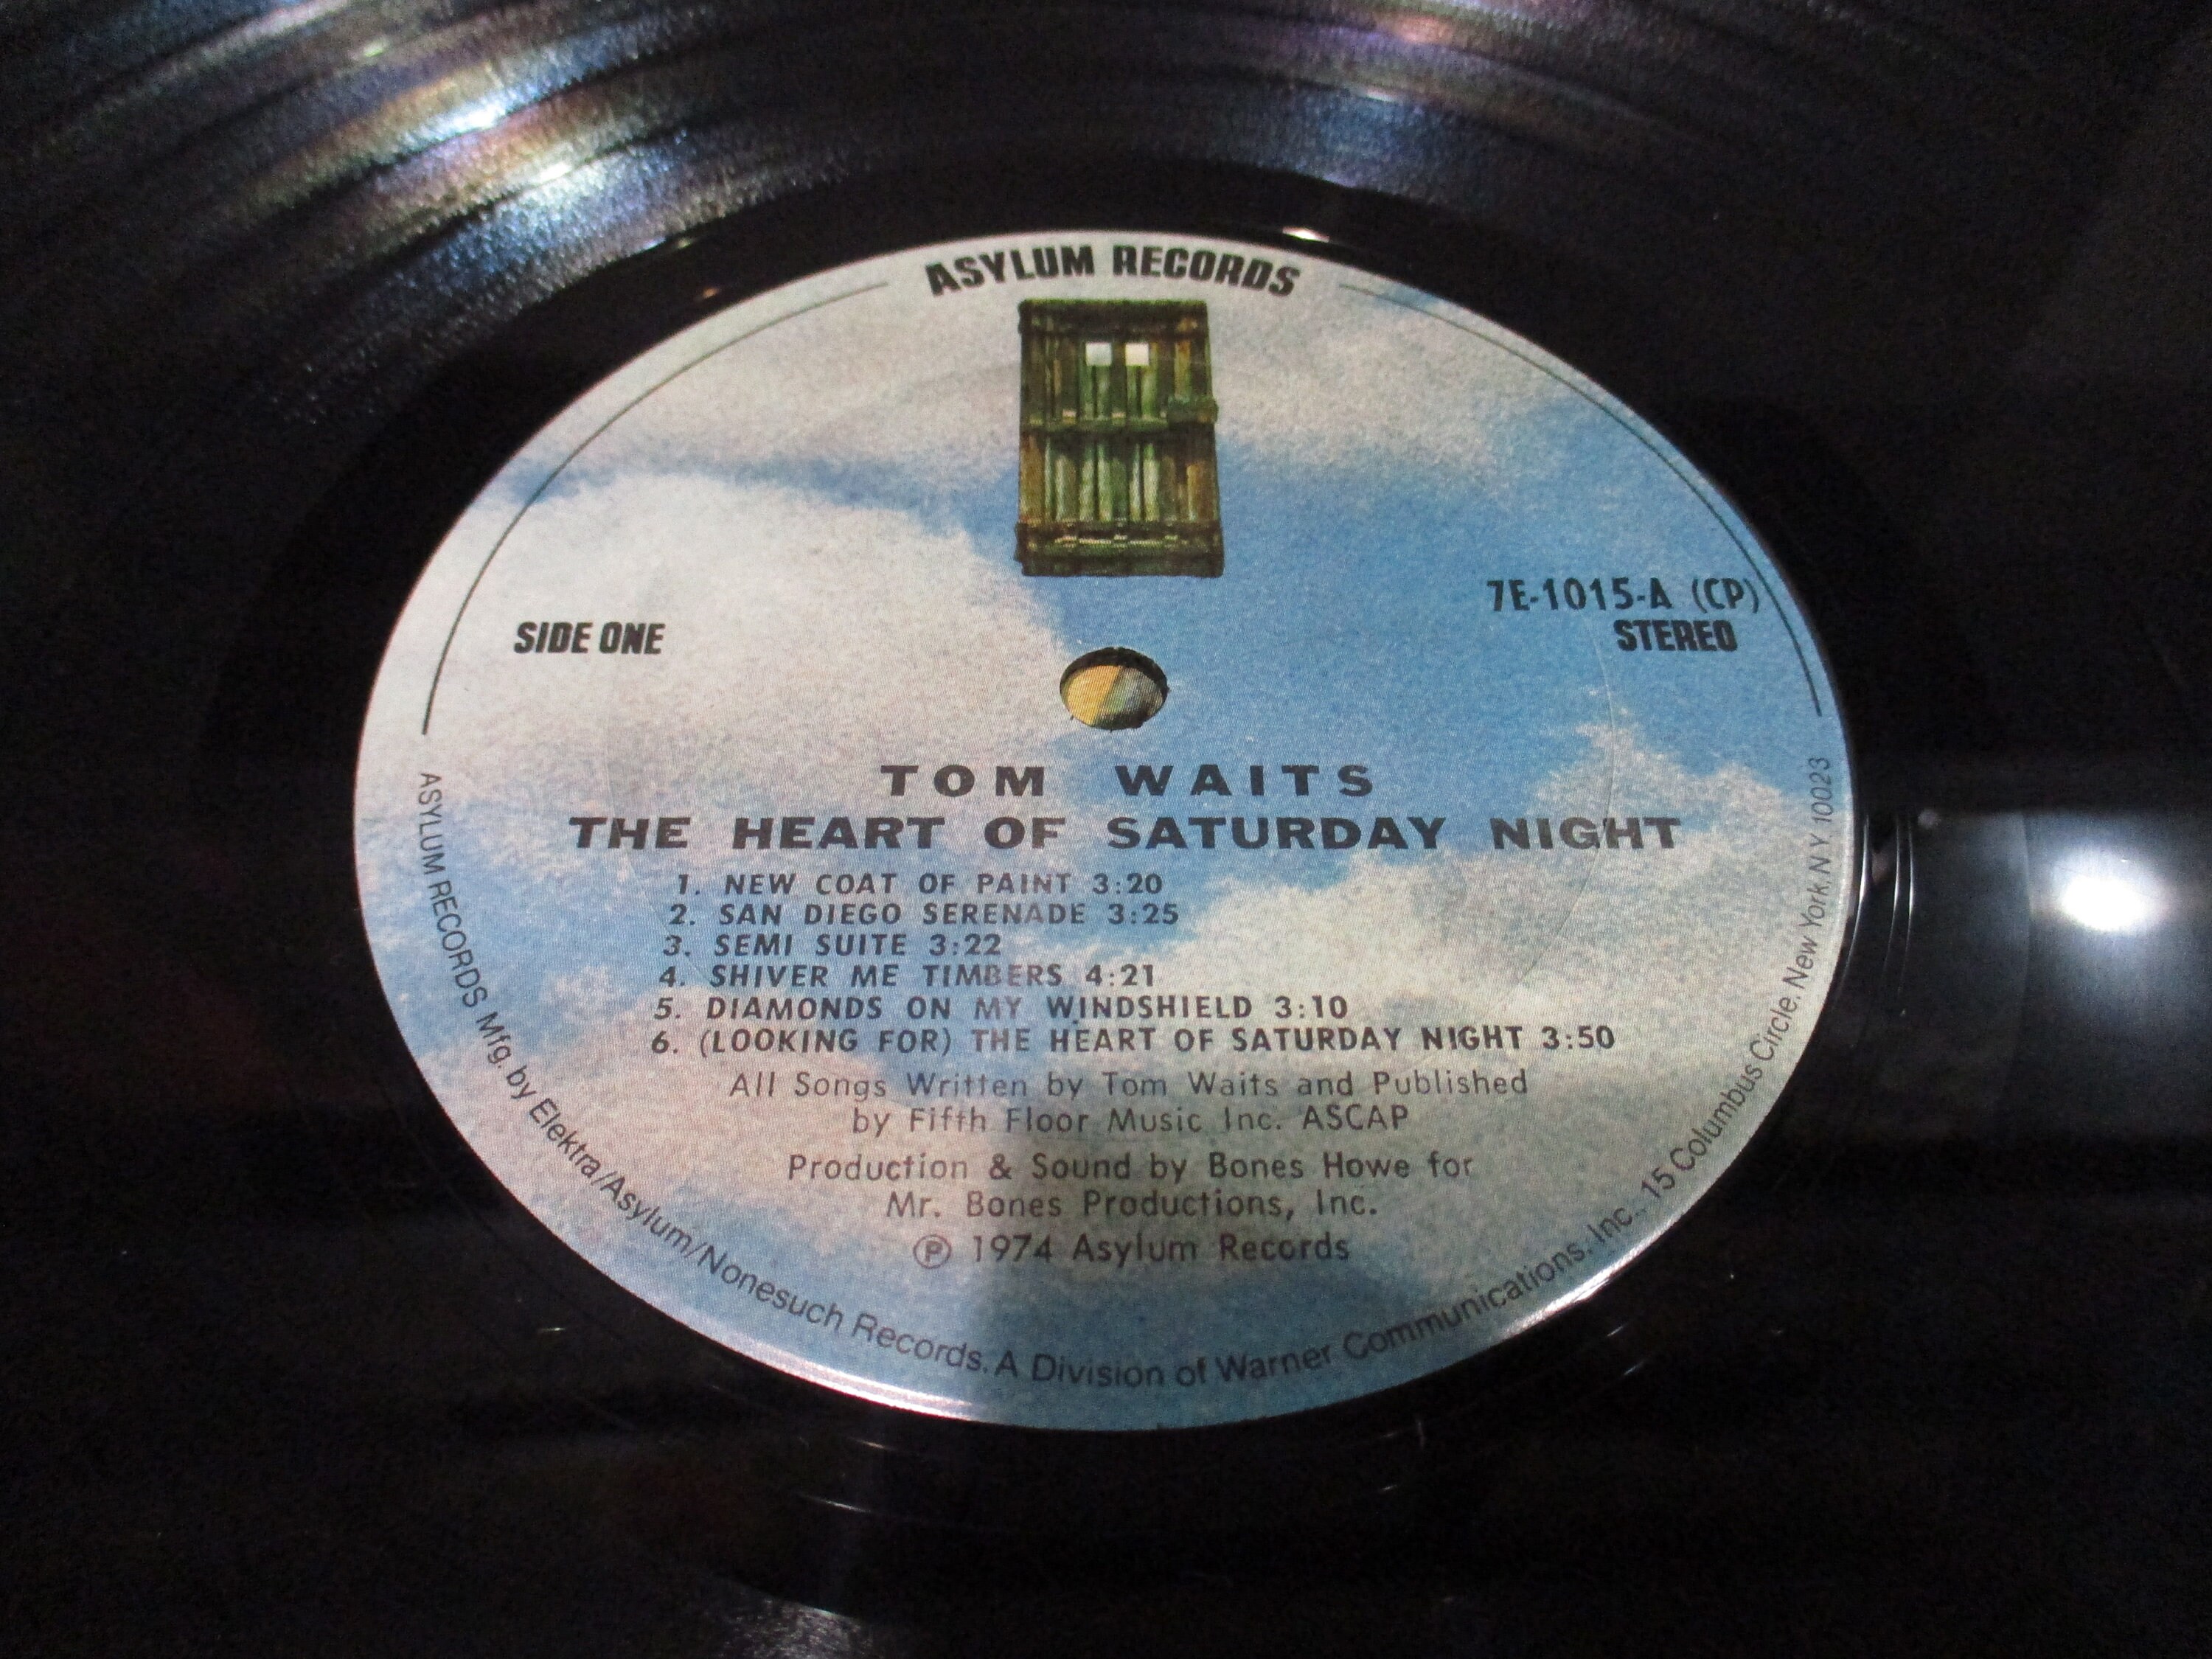 ASYLUM RECORDS
7E-1015-A (CP)
SIDE ONE
STEREO
TOM WAITS
THE HEART OF SATURDAY NIGHT
1. NEW COAT OF PAINT 3:20
2. SAN DIEGO SERENADE 3:25
3. SEMI SUITE 3:22
4. SHIVER ME TIMBERS 4:21
5. DIAMONDS ON MY WINDSHIELD 3:10
6. (LOOKING FOR) THE HEART OF SATURDAY NIGHT 3:50
All Songs Written by Tom Waits and Published
by Fifth Floor Music Inc. ASCAP
Production & Sound by Bones Howe for
Mr. Bones Productions, Inc.
℗ 1974 Asylum Records
ASYLUM RECORDS Mfg. by Elektra/Asylum/Nonesuch Records. A Division of Warner Communications, Inc., 15 Columbus Circle, New York, N Y 10023